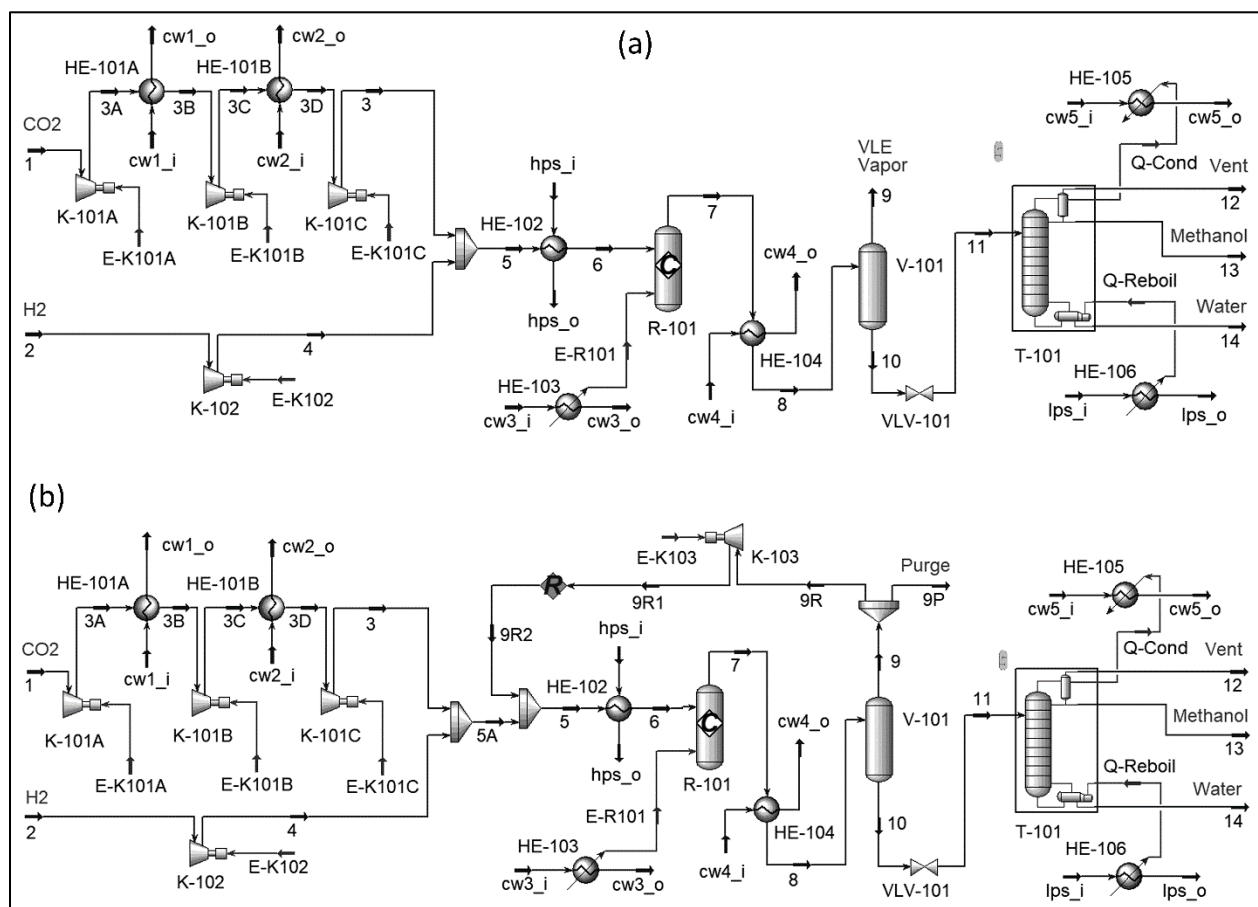 (a)
cw1_o
cw2_o
HE-101A
HE-101B
3A
3B
3C
3D
3
CO2
1
cw1_i
cw2_i
K-101A
K-101B
K-101C
E-K101A
E-K101B
E-K101C
H2
2
4
K-102
E-K102
hps_i
HE-102
5
6
hps_o
7
C
R-101
E-R101
HE-103
cw3_i
cw3_o
cw4_o
HE-104
cw4_i
8
VLE
Vapor
9
V-101
10
VLV-101
11
HE-105
cw5_i
cw5_o
Q-Cond
Vent
12
Methanol
13
Q-Reboil
Water
14
T-101
HE-106
lps_i
lps_o
(b)
cw1_o
cw2_o
HE-101A
HE-101B
3A
3B
3C
3D
3
CO2
1
cw1_i
cw2_i
K-101A
K-101B
K-101C
E-K101A
E-K101B
E-K101C
H2
2
4
K-102
E-K102
5A
E-K103
K-103
R
9R1
9R
9R2
Purge
9P
9
hps_i
HE-102
5
6
hps_o
7
C
R-101
E-R101
HE-103
cw3_i
cw3_o
cw4_o
HE-104
cw4_i
8
V-101
10
VLV-101
11
HE-105
cw5_i
cw5_o
Q-Cond
Vent
12
Methanol
13
Q-Reboil
Water
14
T-101
HE-106
lps_i
lps_o